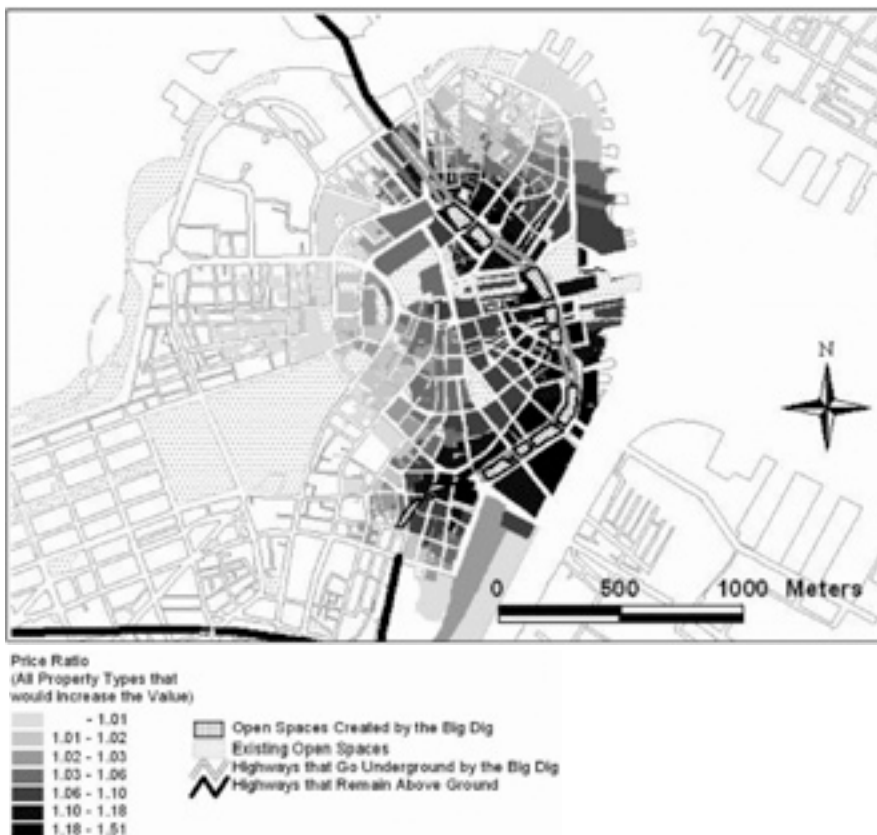 N
0 500 1000 Meters
Price Ratio
(All Property Types that
would Increase the Value)
- 1.01
1.01 - 1.02
1.02 - 1.03
1.03 - 1.06
1.06 - 1.10
1.10 - 1.18
1.18 - 1.51
Open Spaces Created by the Big Dig
Existing Open Spaces
Highways that Go Underground by the Big Dig
Highways that Remain Above Ground